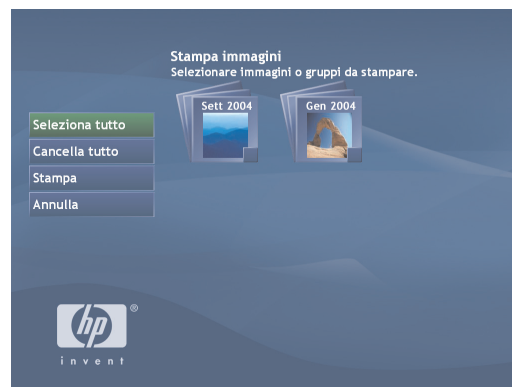 Stampa immagini
Selezionare immagini o gruppi da stampare.
Sett 2004
Gen 2004
Seleziona tutto
Cancella tutto
Stampa
Annulla
hp
®
invent